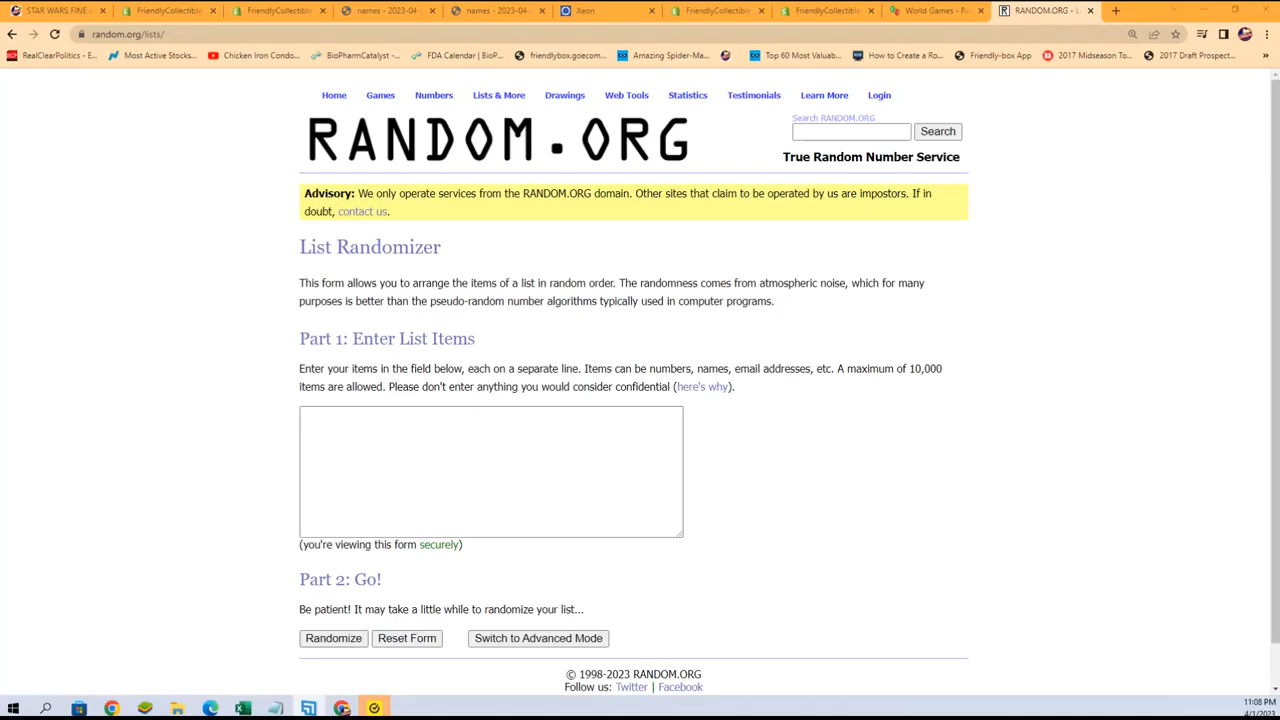 STAR WARS FINE
FriendlyCollectible
FriendlyCollectible
names - 2023-04
names - 2023-04
Xeon
FriendlyCollectible
FriendlyCollectible
World Games - Pa
RANDOM.ORG - L
random.org/lists/
RealClearPolitics - E...
Most Active Stocks...
Chicken Iron Condo...
BioPharmCatalyst -...
FDA Calendar | BioP...
friendlybox.goecom...
Amazing Spider-Ma...
Top 60 Most Valuab...
How to Create a Ro...
Friendly-box App
2017 Midseason To...
2017 Draft Prospect...
»
Home Games Numbers Lists & More Drawings Web Tools Statistics Testimonials Learn More Login
RANDOM.ORG
Search RANDOM.ORG
Search
True Random Number Service
Advisory: We only operate services from the RANDOM.ORG domain. Other sites that claim to be operated by us are impostors. If in
doubt, contact us.
List Randomizer
This form allows you to arrange the items of a list in random order. The randomness comes from atmospheric noise, which for many
purposes is better than the pseudo-random number algorithms typically used in computer programs.
Part 1: Enter List Items
Enter your items in the field below, each on a separate line. Items can be numbers, names, email addresses, etc. A maximum of 10,000
items are allowed. Please don't enter anything you would consider confidential (here's why).
(you're viewing this form securely)
Part 2: Go!
Be patient! It may take a little while to randomize your list...
Randomize Reset Form Switch to Advanced Mode
© 1998-2023 RANDOM.ORG
Follow us: Twitter | Facebook
11:08 PM
4/1/2023